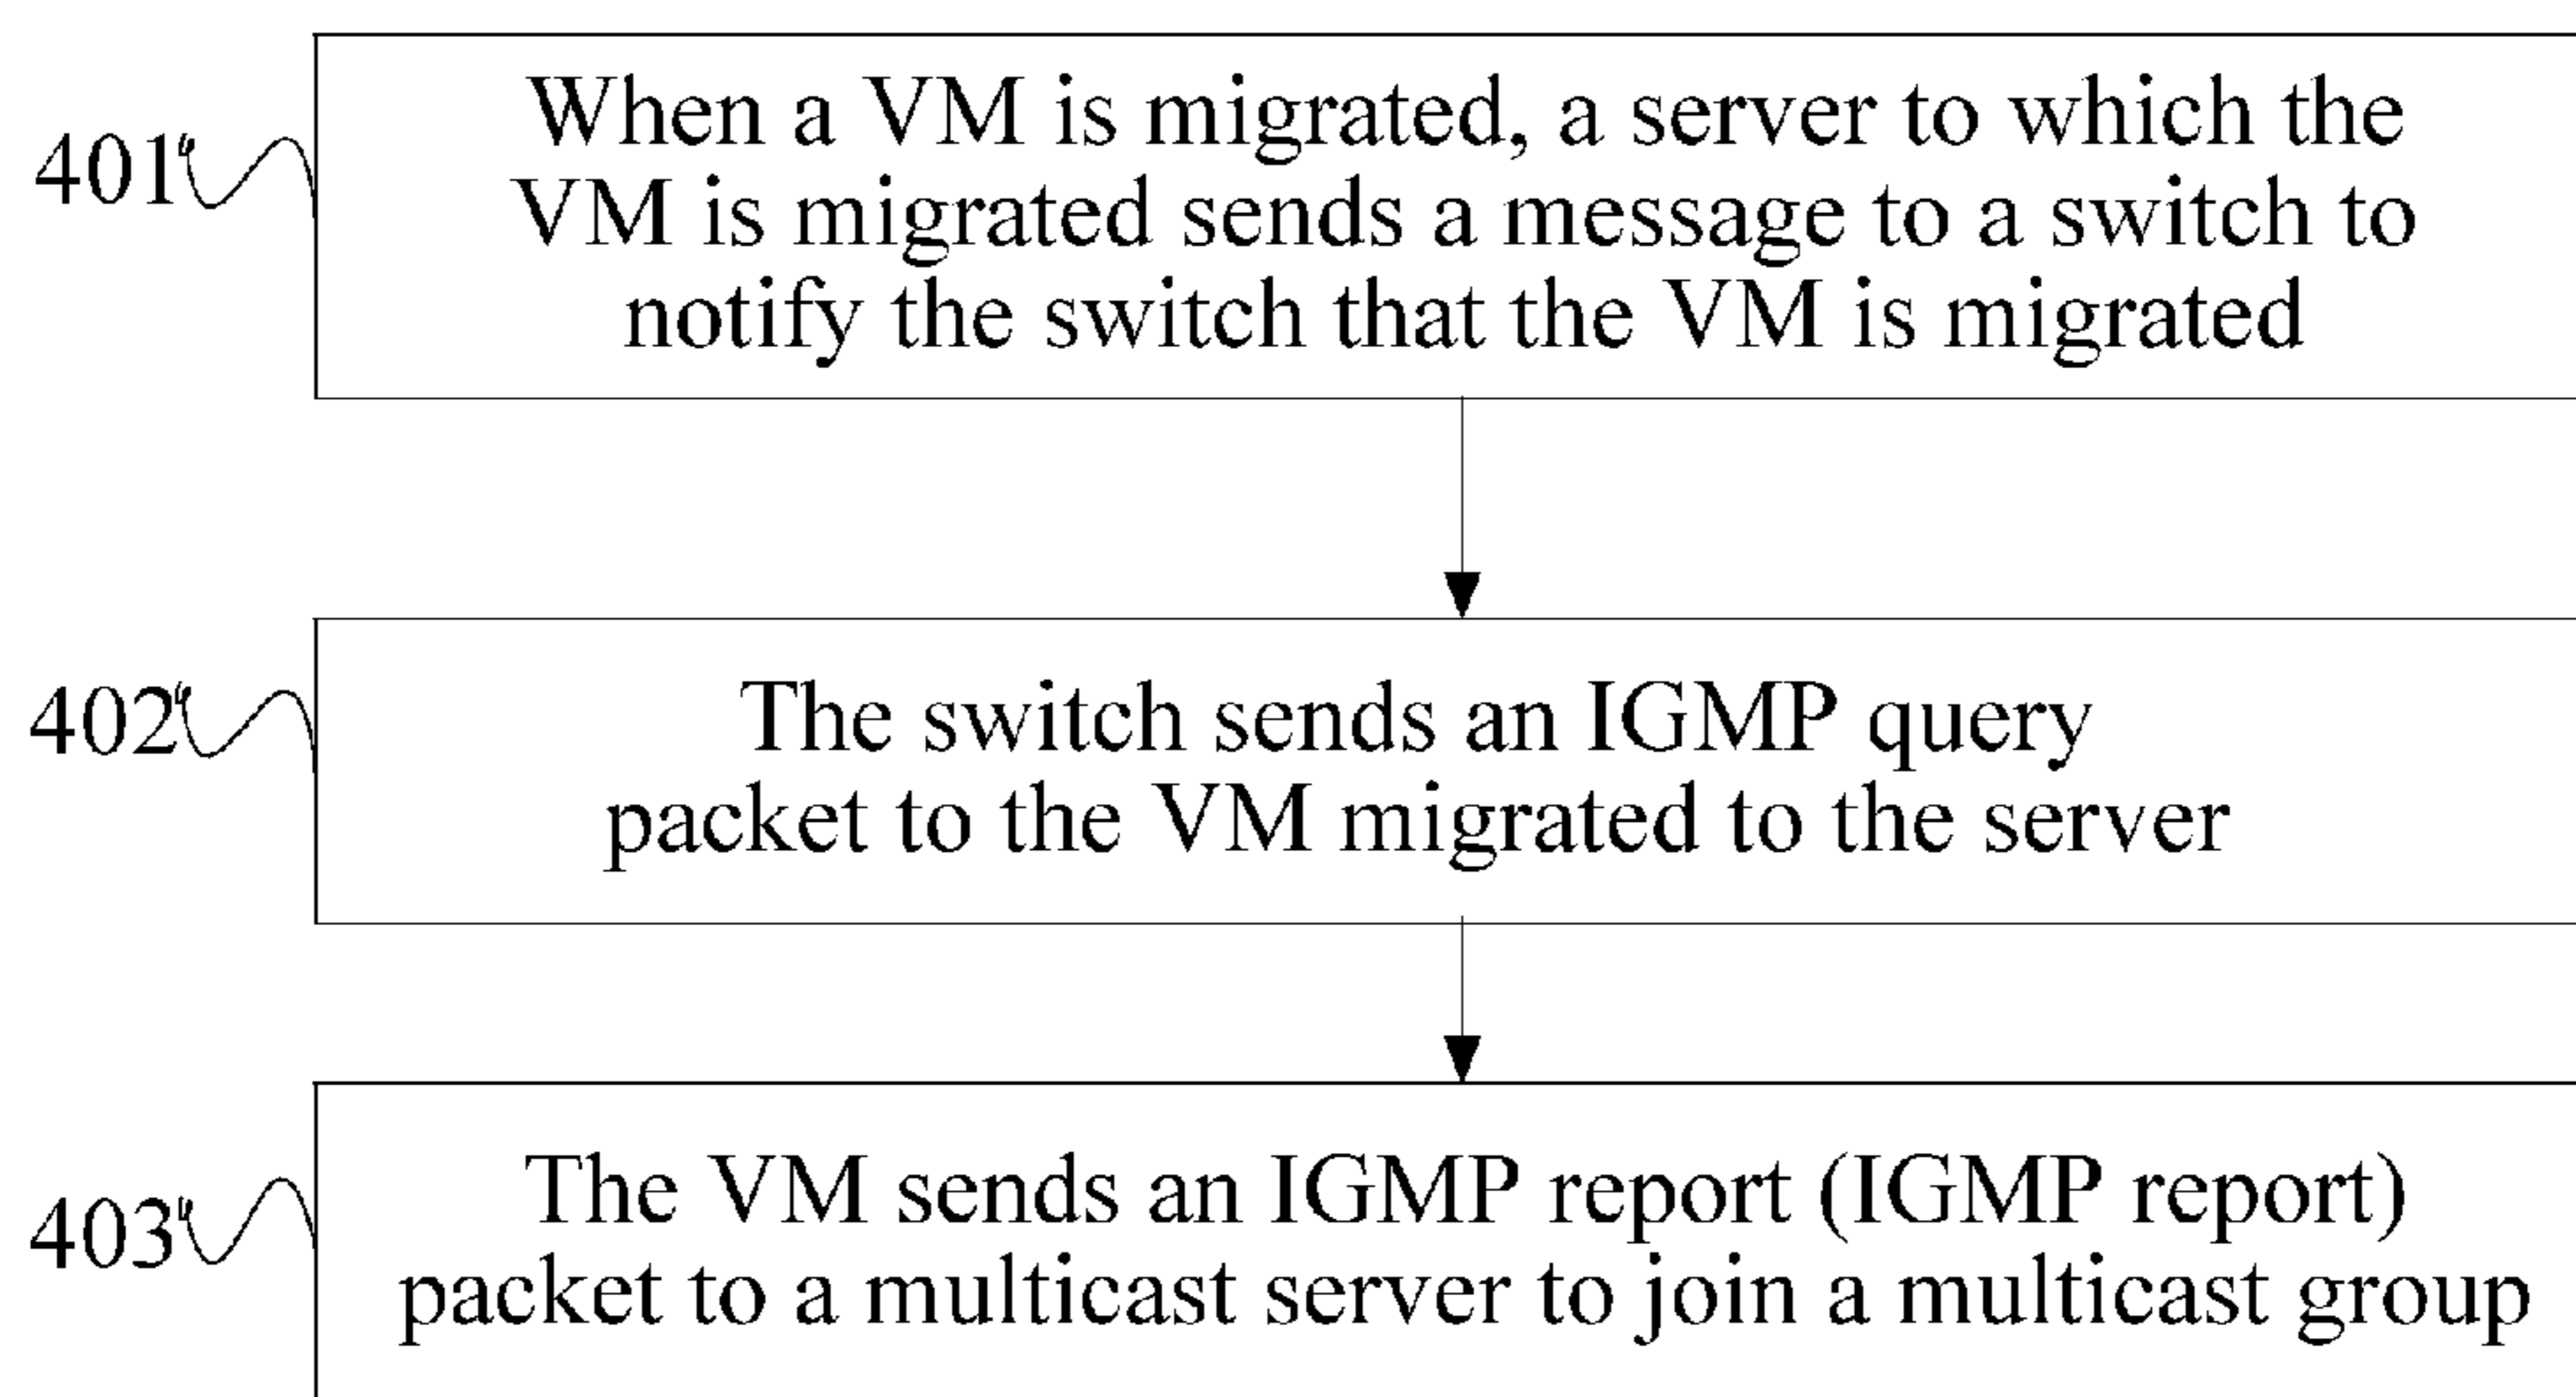 401
When a VM is migrated, a server to which the
VM is migrated sends a message to a switch to
notify the switch that the VM is migrated
402
The switch sends an IGMP query
packet to the VM migrated to the server
403
The VM sends an IGMP report (IGMP report)
packet to a multicast server to join a multicast group